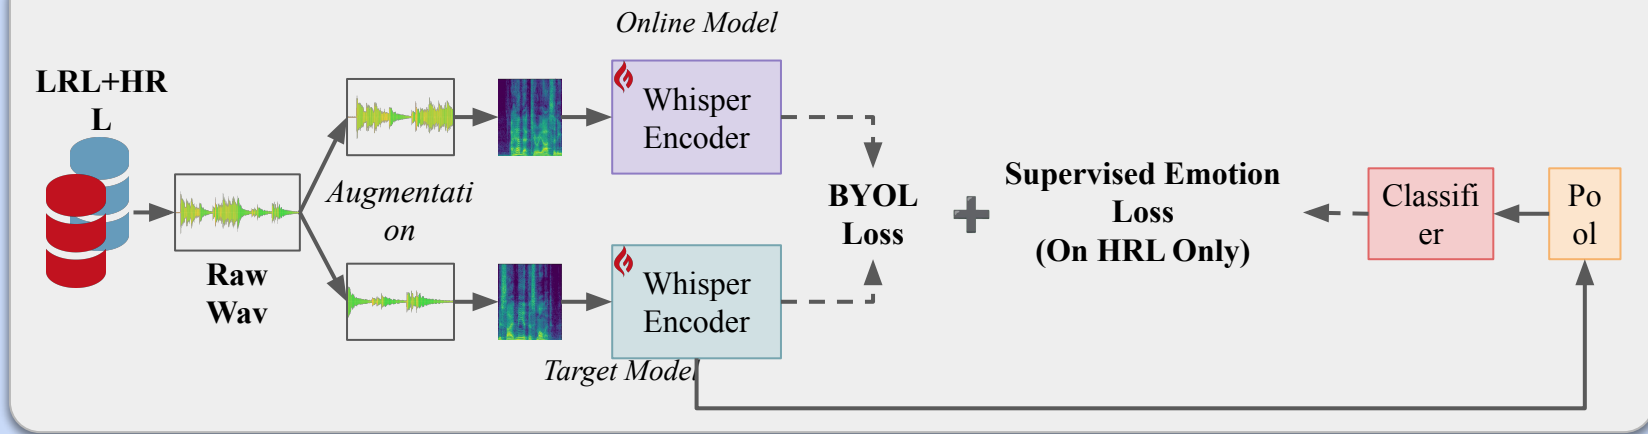 Online Model
LRL+HR
L
Whisper
Encoder
Augmentati
on
Raw
Wav
BYOL
Loss
Supervised Emotion
Loss
(On HRL Only)
Classifi
er
Po
ol
Whisper
Encoder
Target Model